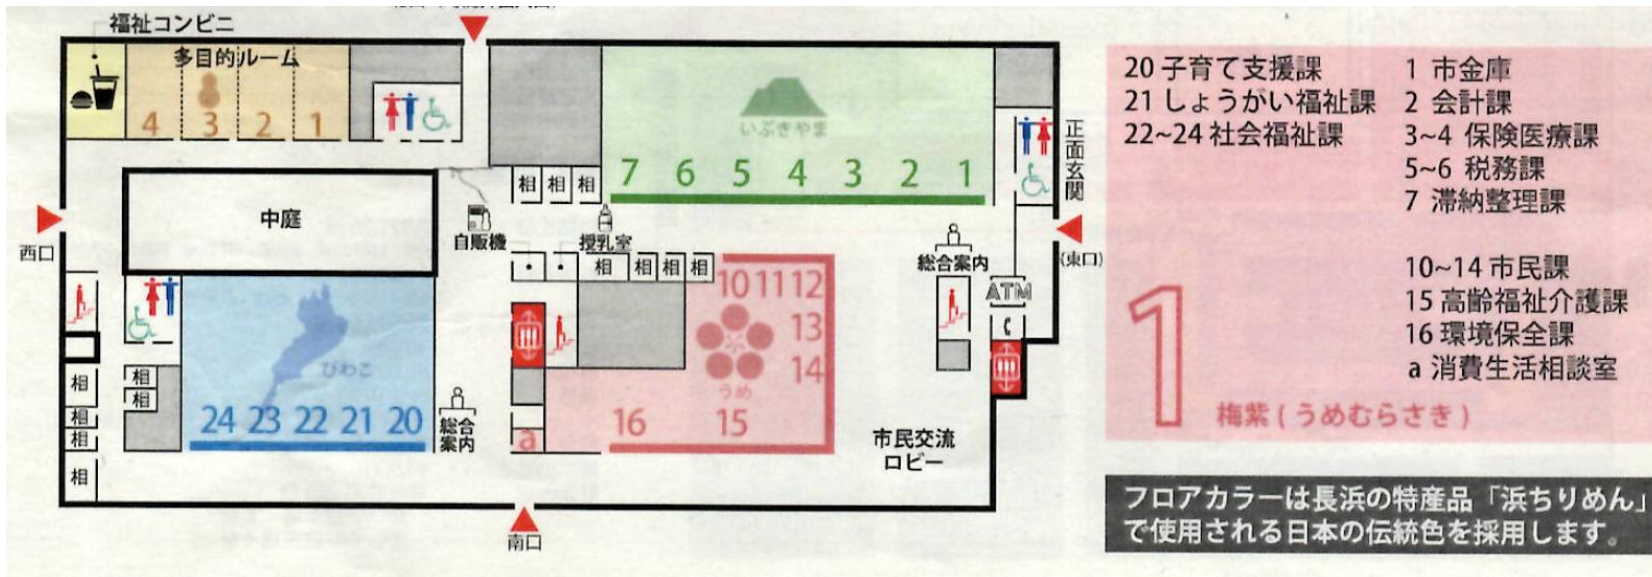 福祉コンビニ
多目的ルーム
4 3 2 1
いぶきやま
7 6 5 4 3 2 1
相 相 相
正面玄関
(東口)
中庭
西口
自販機
授乳室
総合案内
相 相 相 相
ATM
10 11 12
13
14
うめ
16 15
a
びわこ
24 23 22 21 20
総合
案内
相
相
相
相
相
相
市民交流
ロビー
南口
20 子育て支援課
21 しょうがい福祉課
22~24 社会福祉課
1 市金庫
2 会計課
3~4 保険医療課
5~6 税務課
7 滞納整理課
10~14 市民課
15 高齢福祉介護課
16 環境保全課
a 消費生活相談室
1 梅紫 ( うめむらさき )
フロアカラーは長浜の特産品「浜ちりめん」
で使用される日本の伝統色を採用します。